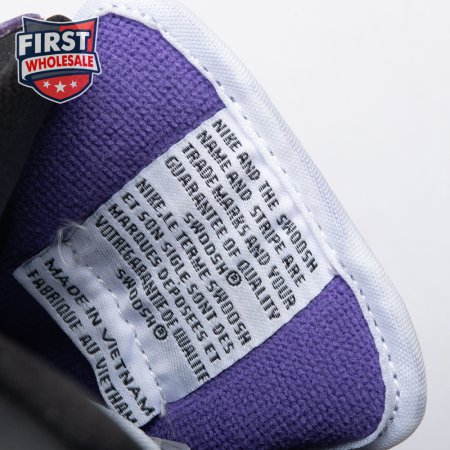 FIRST
WHOLESALE
NIKE AND THE SWOOSH
NAME AND STRIPE ARE
TRADE MARKS AND YOUR
GUARANTEE OF QUALITY
SWOOSH®
NIKE, LE TERME SWOOSH
ET SON SIGLE SONT DES
MARQUES DEPOSEES ET
VOTRE GARANTIE DE QUALITE
SWOOSH®
MADE IN VIETNAM
FABRIQUE AU VIETNAM